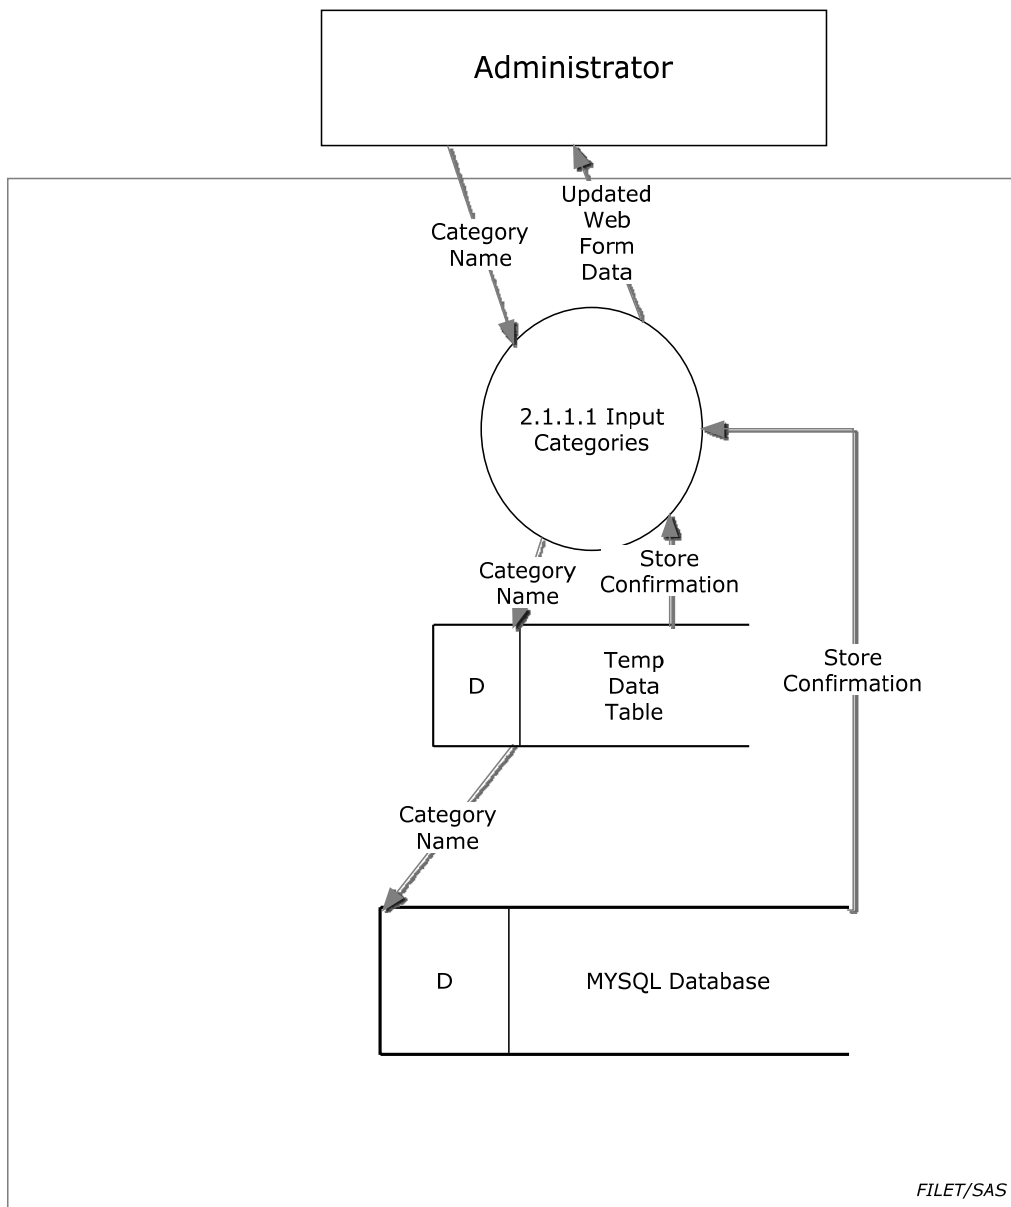 Administrator
Updated
Web
Form
Data
Category
Name
2.1.1.1 Input
Categories
Category
Name
Store
Confirmation
D
Temp
Data
Table
Store
Confirmation
Category
Name
D
MYSQL Database
FILET/SAS